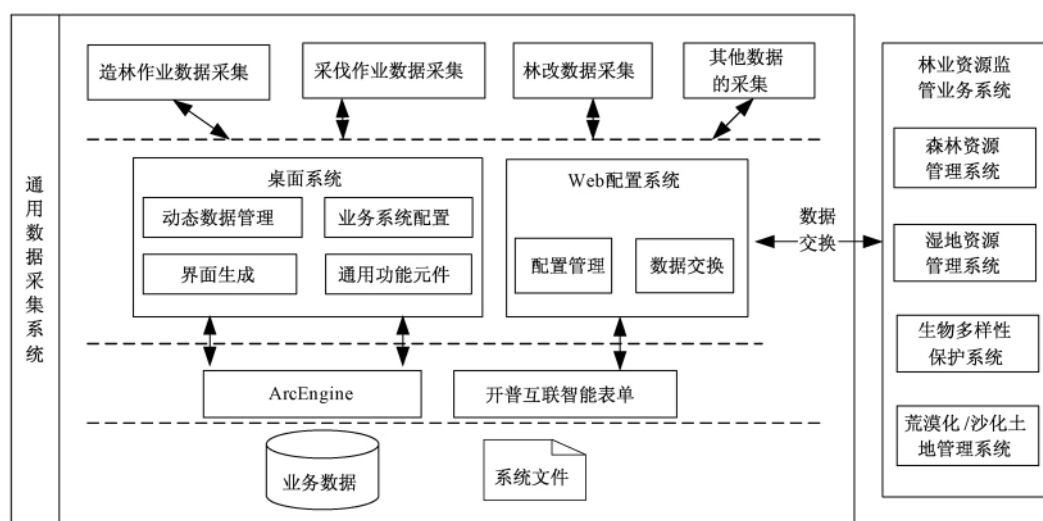 通用数据采集系统
造林作业数据采集
采伐作业数据采集
林改数据采集
其他数据
的采集
桌面系统
动态数据管理
业务系统配置
界面生成
通用功能元件
Web配置系统
配置管理
数据交换
ArcEngine
开普互联智能表单
业务数据
系统文件
数据
交换
林业资源监
管业务系统
森林资源
管理系统
湿地资源
管理系统
生物多样性
保护系统
荒漠化/沙化土
地管理系统